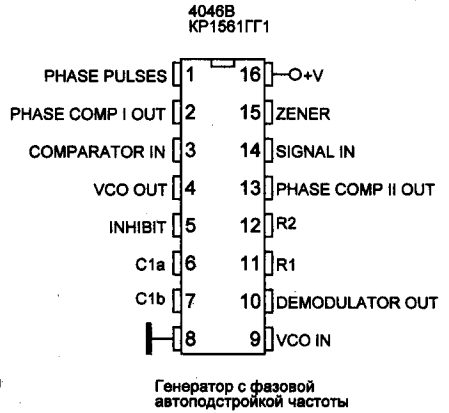 4046B
КР1561ГГ1
PHASE PULSES 1 16 +V
PHASE COMP I OUT 2 15 ZENER
COMPARATOR IN 3 14 SIGNAL IN
VCO OUT 4 13 PHASE COMP II OUT
INHIBIT 5 12 R2
C1a 6 11 R1
C1b 7 10 DEMODULATOR OUT
8 9 VCO IN
Генератор с фазовой
автоподстройкой частоты